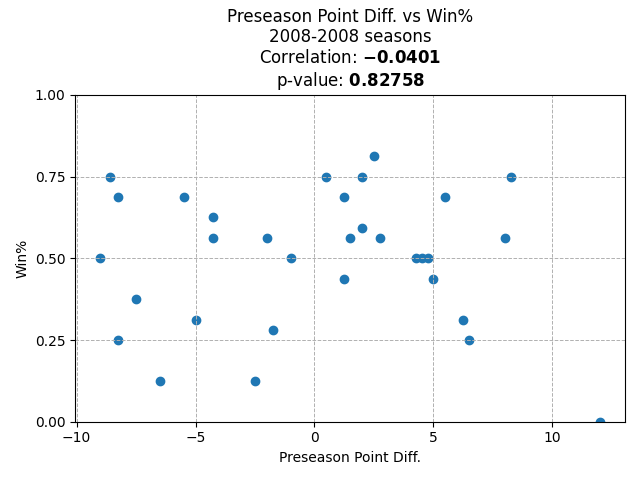 Preseason Point Diff. vs Win%
2008-2008 seasons
Correlation: −0.0401
p-value: 0.82758
1.00
0.75
0.50
0.25
0.00
Win%
−10
−5
0
5
10
Preseason Point Diff.